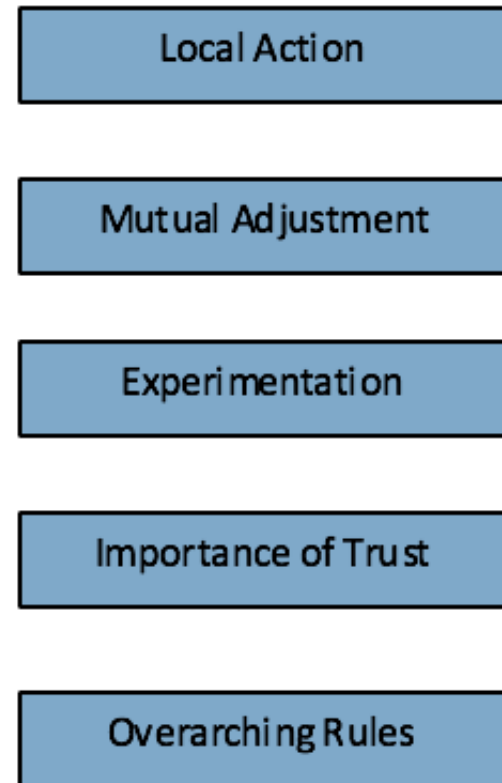 Local Action
Mutual Adjustment
Experimentation
Importance of Trust
Overarching Rules